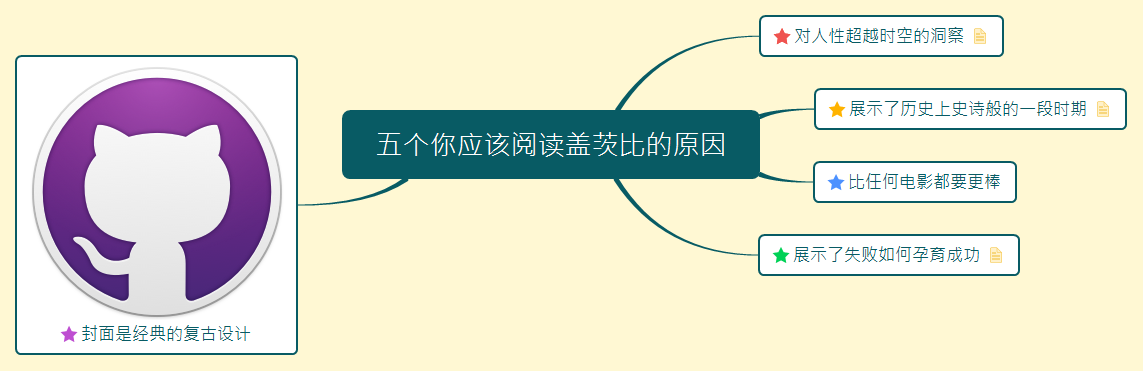 五个你应该阅读盖茨比的原因
对人性超越时空的洞察
展示了历史上史诗般的一段时期
比任何电影都要更棒
展示了失败如何孕育成功
封面是经典的复古设计